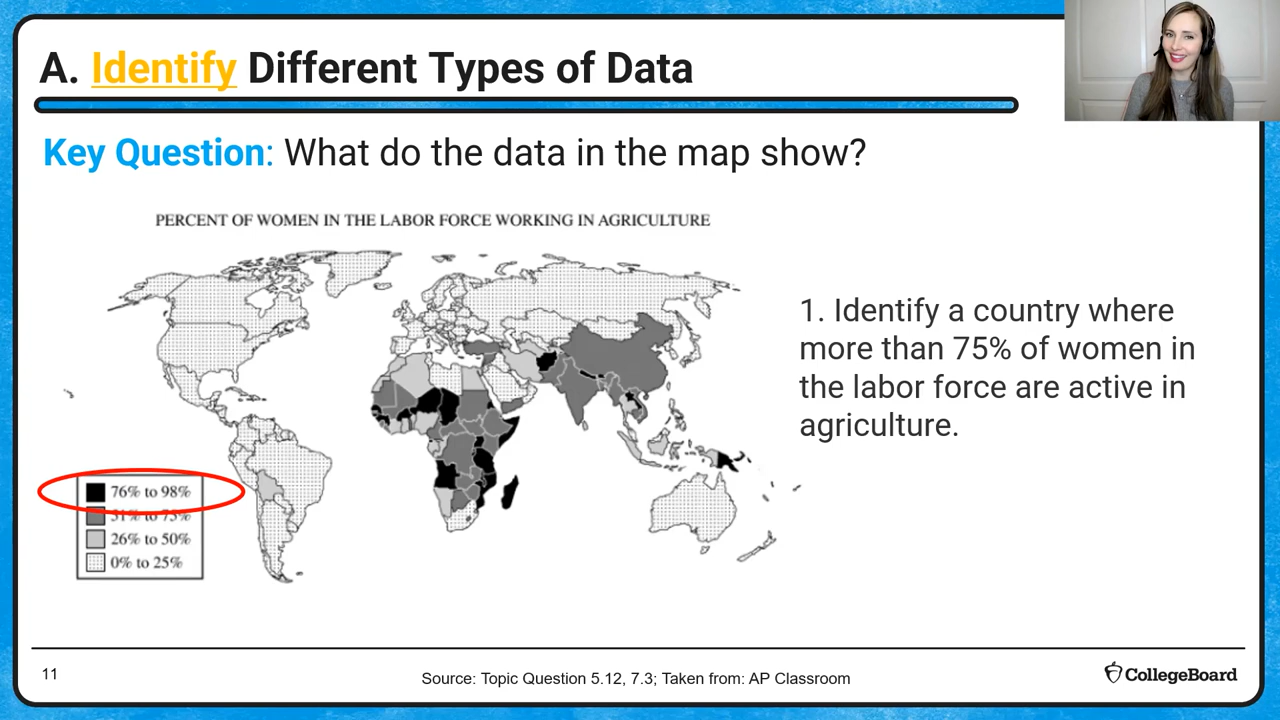 A. Identify Different Types of Data
Key Question: What do the data in the map show?
PERCENT OF WOMEN IN THE LABOR FORCE WORKING IN AGRICULTURE
1. Identify a country where
more than 75% of women in
the labor force are active in
agriculture.
76% to 98%
51% to 75%
26% to 50%
0% to 25%
11
Source: Topic Question 5.12, 7.3; Taken from: AP Classroom
CollegeBoard